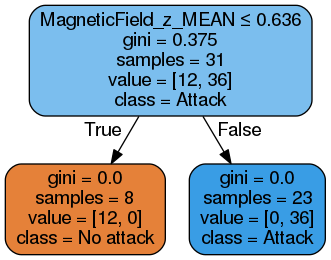 MagneticField_z_MEAN ≤ 0.636
gini = 0.375
samples = 31
value = [12, 36]
class = Attack
True
False
gini = 0.0
samples = 8
value = [12, 0]
class = No attack
gini = 0.0
samples = 23
value = [0, 36]
class = Attack